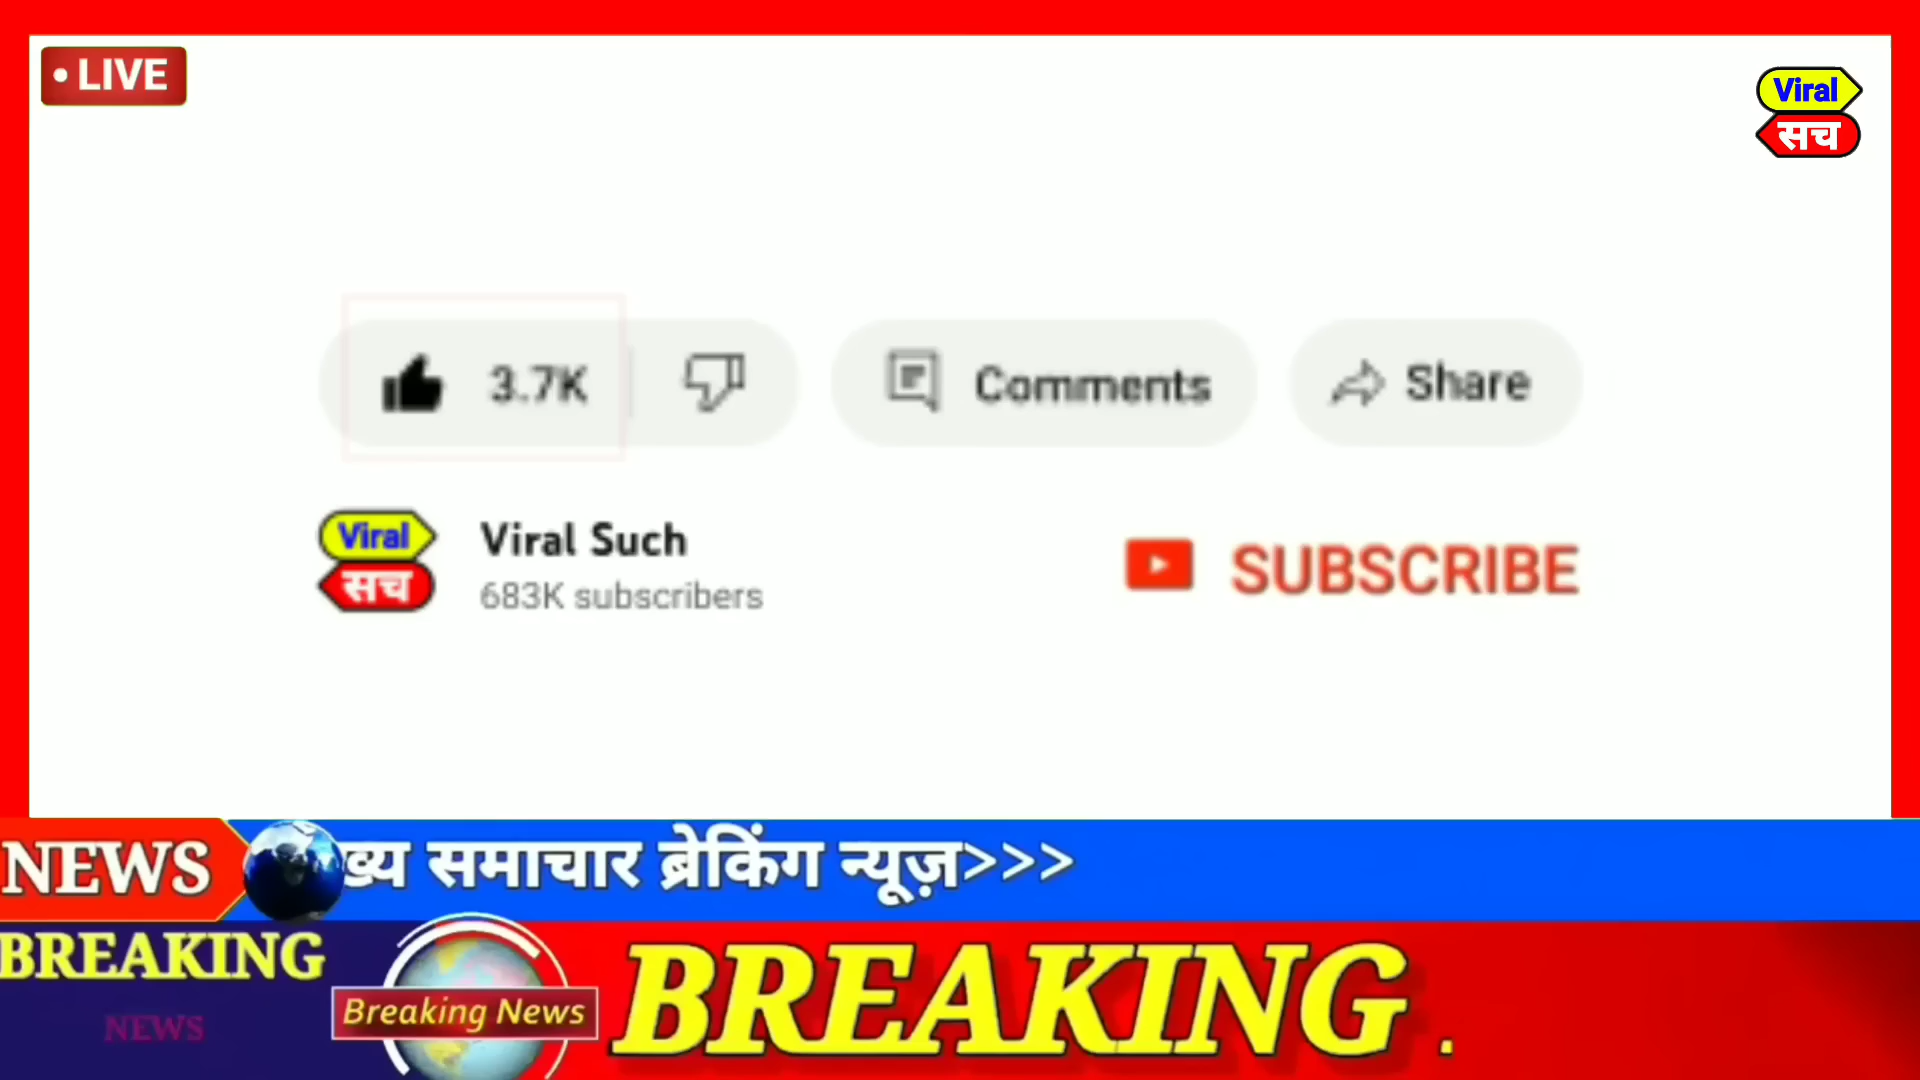 • LIVE
Viral
सच
3.7K
Comments
Share
Viral
सच
Viral Such
683K subscribers
SUBSCRIBE
NEWS
समाचार ब्रेकिंग न्यूज़>>>
BREAKING
NEWS
Breaking News
BREAKING .